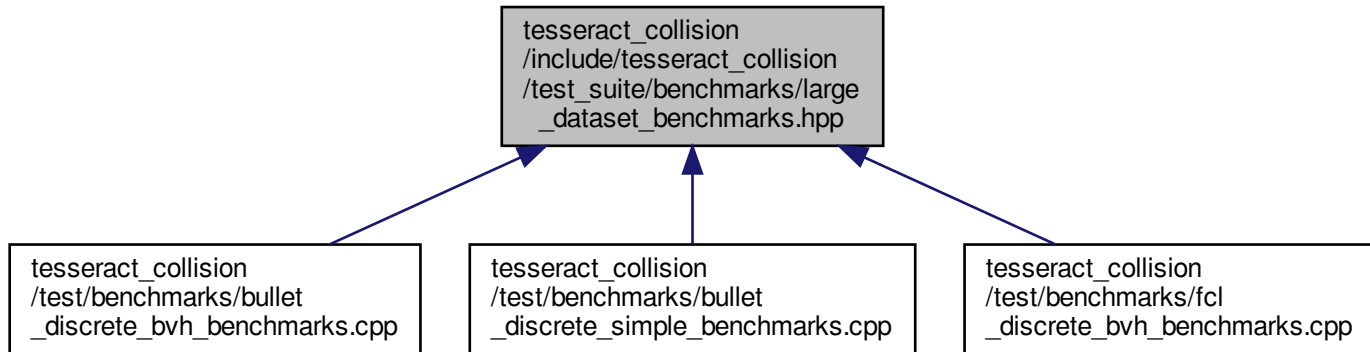 tesseract_collision
/include/tesseract_collision
/test_suite/benchmarks/large
_dataset_benchmarks.hpp
tesseract_collision
/test/benchmarks/bullet
_discrete_bvh_benchmarks.cpp
tesseract_collision
/test/benchmarks/bullet
_discrete_simple_benchmarks.cpp
tesseract_collision
/test/benchmarks/fcl
_discrete_bvh_benchmarks.cpp